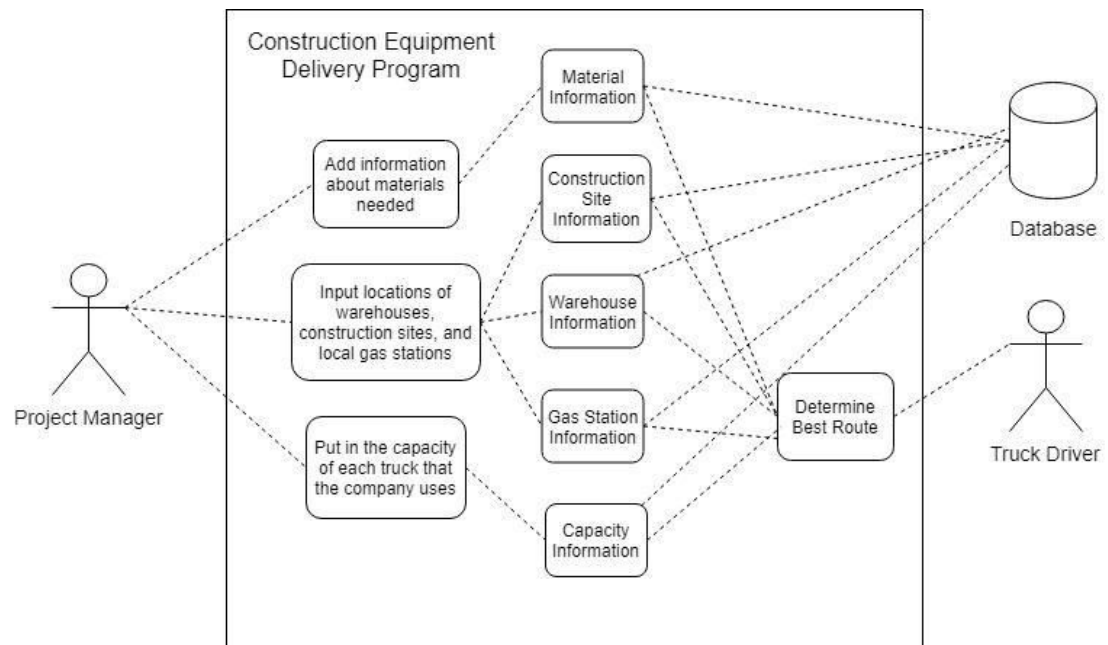 Construction Equipment
Delivery Program
Material
Information
Add information
about materials
needed
Construction
Site
Information
Database
Input locations of
warehouses,
construction sites, and
local gas stations
Warehouse
Information
Project Manager
Gas Station
Information
Determine
Best Route
Truck Driver
Put in the capacity
of each truck that
the company uses
Capacity
Information